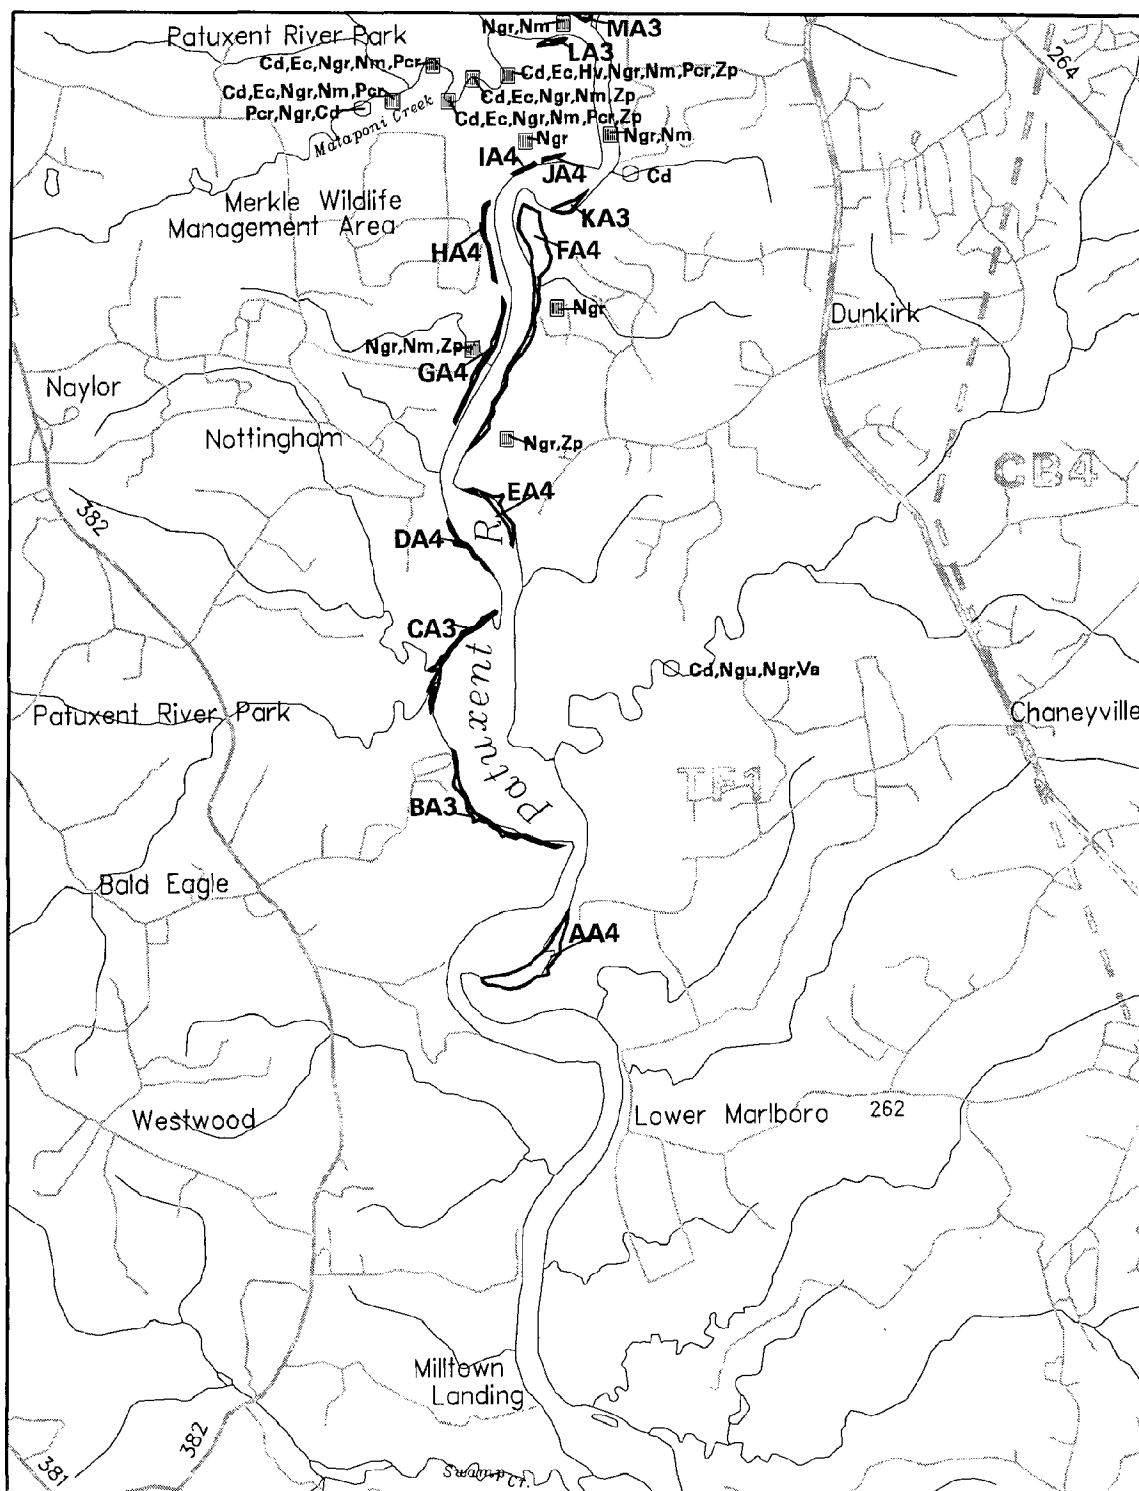 Ngr,Nm
MA3
Patuxent River Park
LA3
264
Cd,Ec,Ngr,Nm,Pcr
Cd,Ec,Hv,Ngr,Nm,Pcr,Zp
Cd,Ec,Ngr,Nm,Pcr
Cd,Ec,Ngr,Nm,Zp
Pcr,Ngr,Cd
Cd,Ec,Ngr,Nm,Pcr,Zp
Mataponi Creek
Ngr
Ngr,Nm
IA4
JA4
Cd
Merkle Wildlife
Management Area
KA3
HA4
FA4
Ngr
Dunkirk
Ngr,Nm,Zp
GA4
Naylor
Nottingham
Ngr,Zp
CB4
EA4
382
DA4
CA3
Cd,Ngu,Ngr,Va
Patuxent River Park
Patuxent R
Chaneyville
TF1
BA3
Bald Eagle
AA4
Westwood
Lower Marlboro
262
Milltown
Landing
382
381
Swamp Cr.